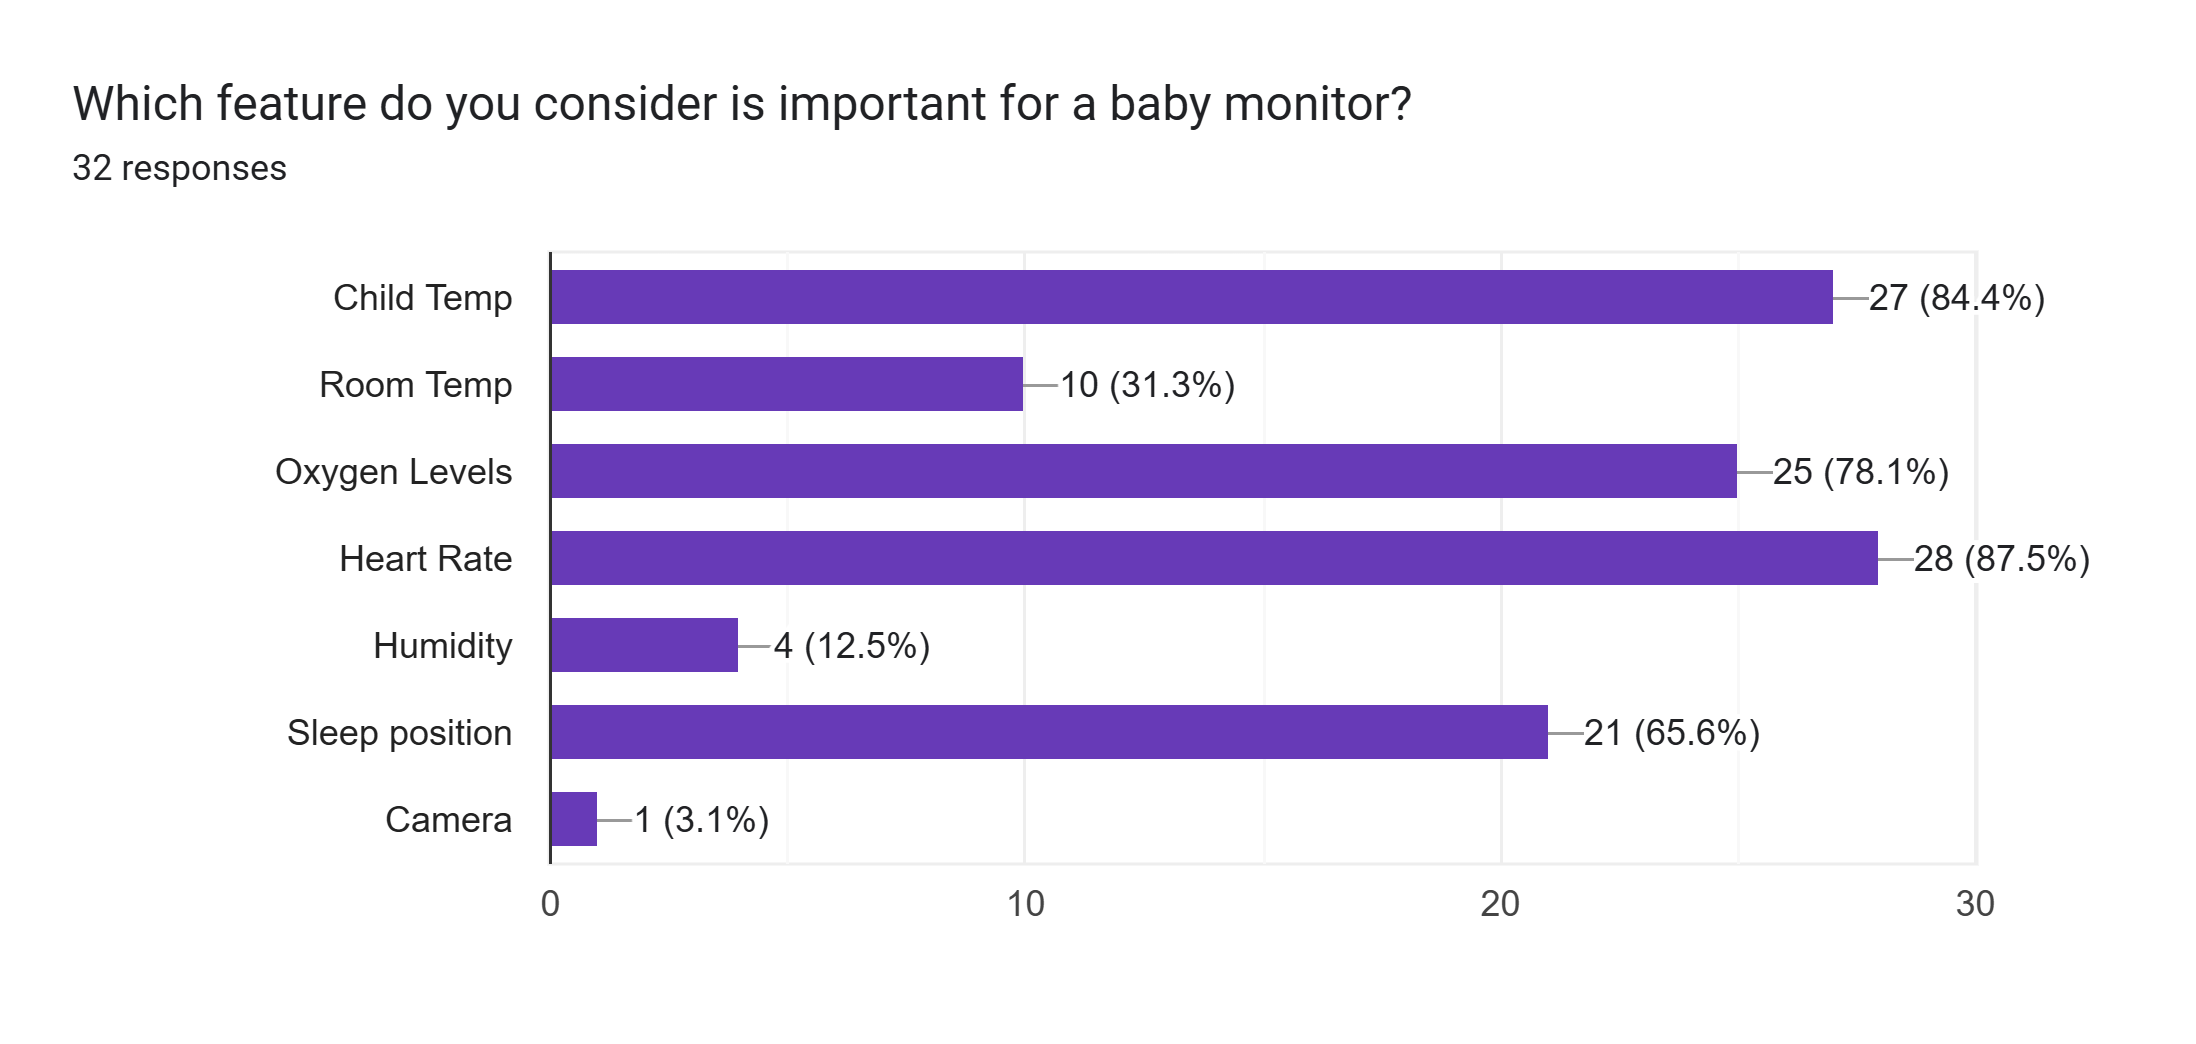 Which feature do you consider is important for a baby monitor?
32 responses
Child Temp 27 (84.4%)
Room Temp 10 (31.3%)
Oxygen Levels 25 (78.1%)
Heart Rate 28 (87.5%)
Humidity 4 (12.5%)
Sleep position 21 (65.6%)
Camera 1 (3.1%)
0 10 20 30